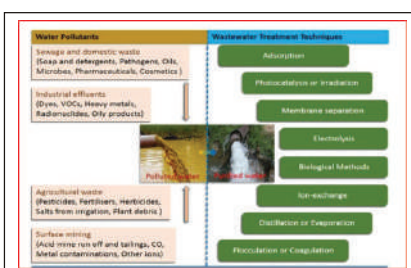 Water Pollutants
Wastewater Treatment Techniques
Sewage and domestic waste
(Soap and detergents, Pathogens, Oils,
Microbes, Pharmaceuticals, Cosmetics )
Industrial effluents
(Dyes, VOCs, Heavy metals,
Radionuclides, Oily products)
Polluted water
Treated water
Agricultural waste
(Pesticides, Fertilisers, Herbicides,
Salts from irrigation, Plant debris )
Surface mining
(Acid mine run off and tailings, CO,
Metal contaminations, Other ions)
Adsorption
Photocatalysis or Irradiation
Membrane separation
Electrolysis
Biological Methods
Ion-exchange
Distillation or Evaporation
Flocculation or Coagulation